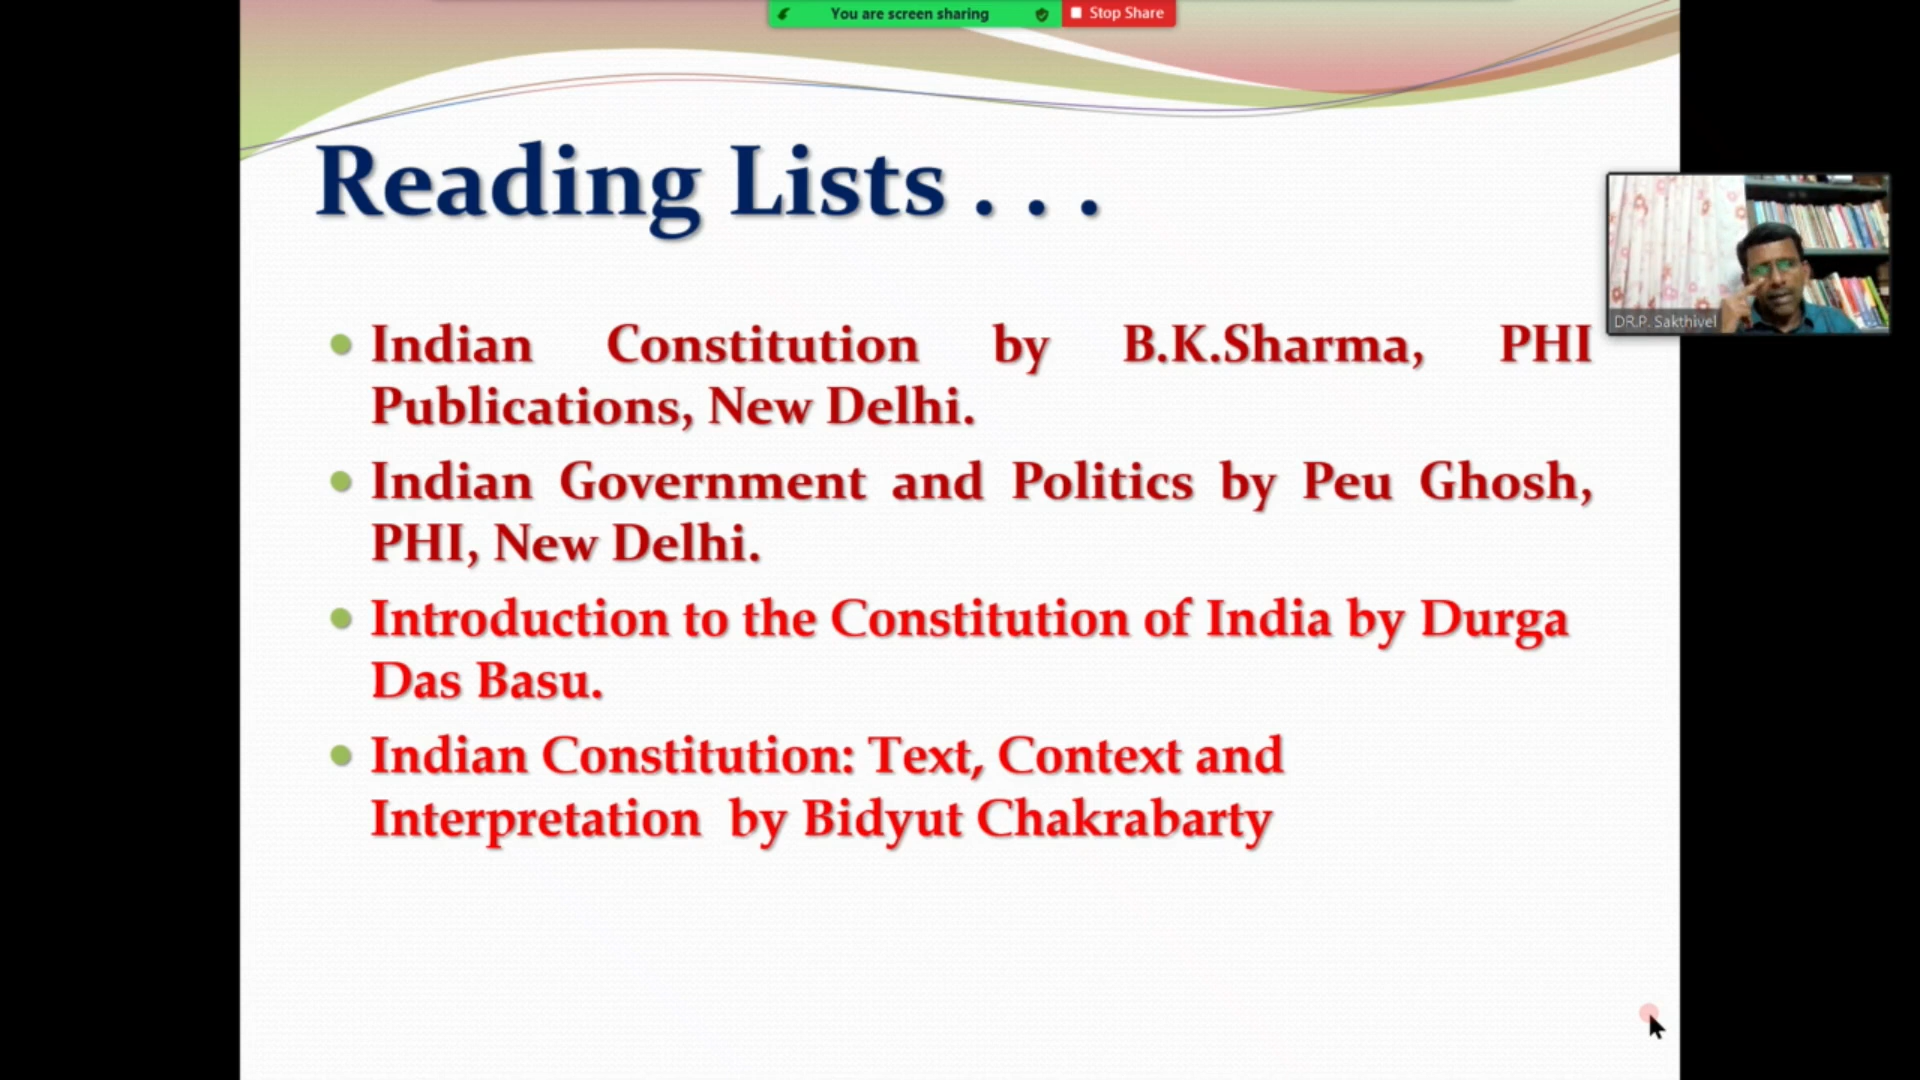 You are screen sharing
Stop Share
Reading Lists . . .
DR.P. Sakthivel
Indian Constitution by B.K.Sharma, PHI
Publications, New Delhi.
Indian Government and Politics by Peu Ghosh,
PHI, New Delhi.
Introduction to the Constitution of India by Durga
Das Basu.
Indian Constitution: Text, Context and
Interpretation by Bidyut Chakrabarty